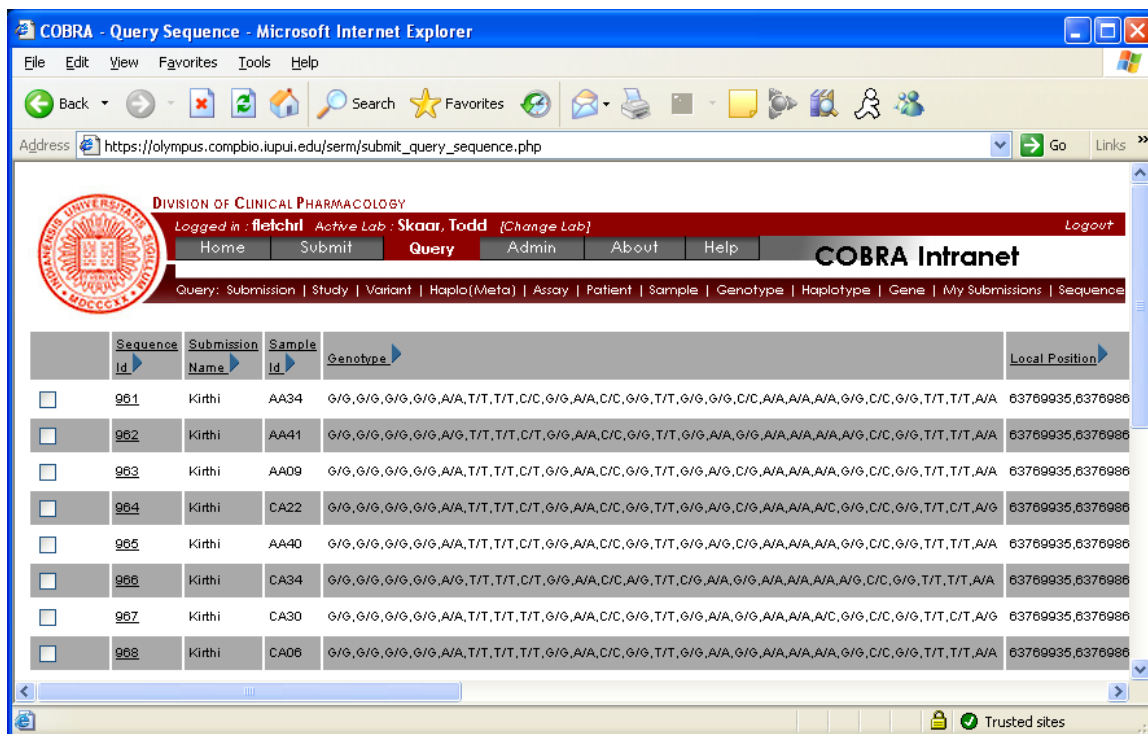 COBRA - Query Sequence - Microsoft Internet Explorer
File Edit View Favorites Tools Help
Back Search Favorites
Address https://olympus.compbio.iupui.edu/serm/submit_query_sequence.php Go Links »
DIVISION OF CLINICAL PHARMACOLOGY
Logged in : fletchrl Active Lab : Skaar, Todd [Change Lab] Logout
Home Submit Query Admin About Help COBRA Intranet
Query: Submission | Study | Variant | Haplo(Meta) | Assay | Patient | Sample | Genotype | Haplotype | Gene | My Submissions | Sequence
Sequence Id Submission Name Sample Id Genotype Local Position
961 Kirthi AA34 G/G,G/G,G/G,G/G,A/A,T/T,T/T,C/C,G/G,A/A,C/C,G/G,T/T,G/G,G/G,C/C,A/A,A/A,A/A,G/G,C/C,G/G,T/T,T/T,A/A 63769935,6376986
962 Kirthi AA41 G/G,G/G,G/G,G/G,A/G,T/T,T/T,C/T,G/G,A/A,C/C,G/G,T/T,G/G,A/A,G/G,A/A,A/A,A/A,A/G,C/C,G/G,T/T,T/T,A/A 63769935,6376986
963 Kirthi AA09 G/G,G/G,G/G,G/G,A/A,T/T,T/T,C/T,G/G,A/A,C/C,G/G,T/T,G/G,A/G,C/G,A/A,A/A,A/A,G/G,C/C,G/G,T/T,T/T,A/A 63769935,6376986
964 Kirthi CA22 G/G,G/G,G/G,G/G,A/A,T/T,T/T,C/T,G/G,A/A,C/C,G/G,T/T,G/G,A/G,C/G,A/A,A/A,A/C,G/G,C/C,G/G,T/T,C/T,A/G 63769935,6376986
965 Kirthi AA40 G/G,G/G,G/G,G/G,A/A,T/T,T/T,C/T,G/G,A/A,C/C,G/G,T/T,G/G,A/G,C/G,A/A,A/A,A/A,G/G,C/C,G/G,T/T,T/T,A/A 63769935,6376986
966 Kirthi CA34 G/G,G/G,G/G,G/G,A/G,T/T,T/T,C/T,G/G,A/A,C/C,A/G,T/T,C/G,A/A,G/G,A/A,A/A,A/A,A/G,C/C,G/G,T/T,T/T,A/A 63769935,6376986
967 Kirthi CA30 G/G,G/G,G/G,G/G,A/A,T/T,T/T,T/T,G/G,A/A,C/C,G/G,T/T,G/G,A/A,G/G,A/A,A/A,A/C,G/G,C/C,G/G,T/T,C/T,A/G 63769935,6376986
968 Kirthi CA06 G/G,G/G,G/G,G/G,A/A,T/T,T/T,T/T,G/G,A/A,C/C,G/G,T/T,G/G,A/A,G/G,A/A,A/A,A/A,G/G,C/C,G/G,T/T,T/T,A/A 63769935,6376986
Trusted sites